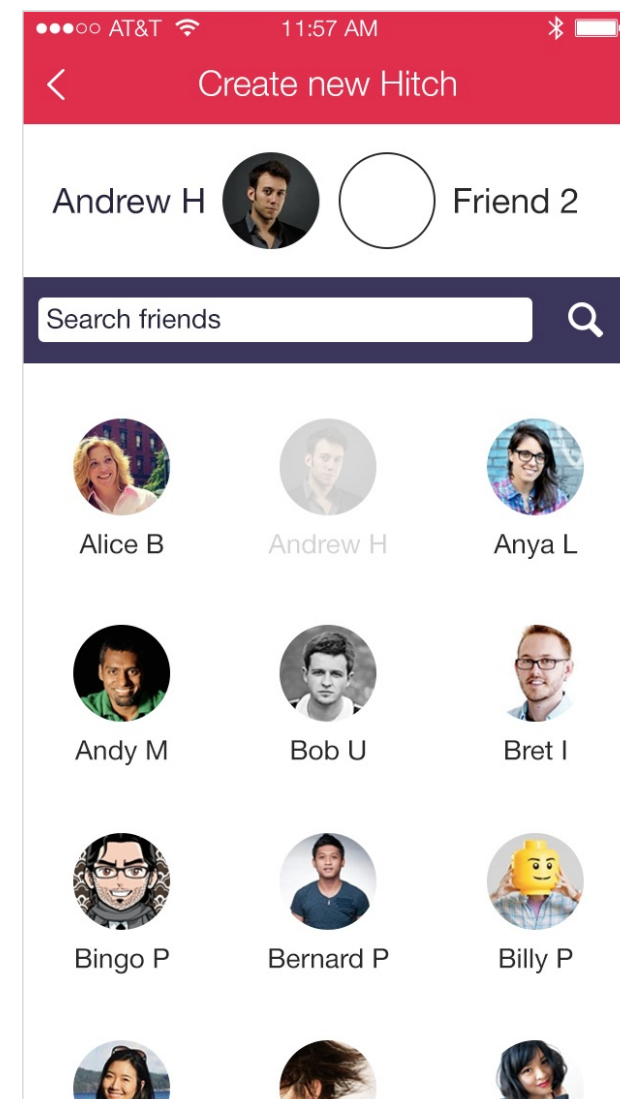 AT&T 11:57 AM
Create new Hitch
Andrew H Friend 2
Search friends
Alice B Andrew H Anya L
Andy M Bob U Bret I
Bingo P Bernard P Billy P